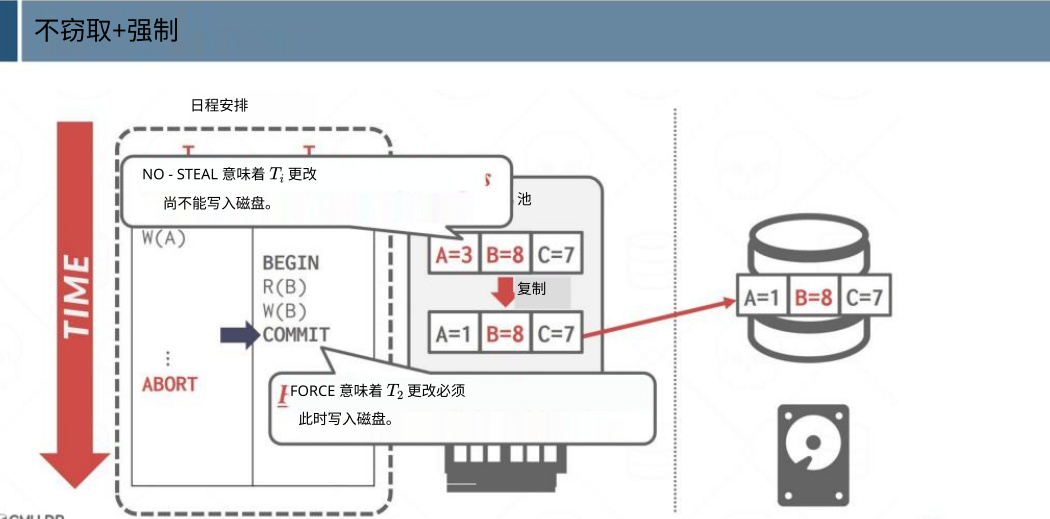 不窃取+强制
日程安排
NO - STEAL 意味着 T_i 更改
尚不能写入磁盘。
池
W(A)
BEGIN
R(B)
W(B)
COMMIT
⋮
ABORT
TIME
A=3 B=8 C=7
复制
A=1 B=8 C=7
A=1 B=8 C=7
FORCE 意味着 T_2 更改必须
此时写入磁盘。